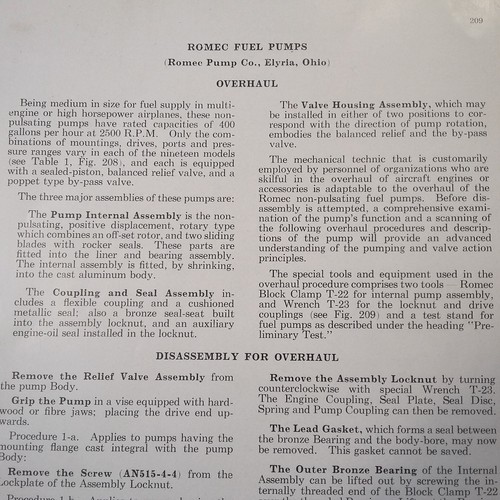 209
ROMEC FUEL PUMPS
(Romec Pump Co., Elyria, Ohio)
OVERHAUL
Being medium in size for fuel supply in multi-
engine or high horsepower airplanes, these non-
pulsating pumps have rated capacities of 400
gallons per hour at 2500 R.P.M. Only the com-
binations of mountings, drives, ports and pres-
sure ranges vary in each of the nineteen models
(see Table 1, Fig. 208), and each is equipped
with a sealed-piston, balanced relief valve, and a
poppet type by-pass valve.
The three major assemblies of these pumps are:
The Pump Internal Assembly is the non-
pulsating, positive displacement, rotary type
which combines an off-set rotor, and two sliding
blades with rocker seals. These parts are
fitted into the liner and bearing assembly.
The internal assembly is fitted, by shrinking,
into the cast aluminum body.
The Coupling and Seal Assembly in-
cludes a flexible coupling and a cushioned
metallic seal; also a bronze seal-seat built
into the assembly locknut, and an auxiliary
engine-oil seal installed in the locknut.
The Valve Housing Assembly, which may
be installed in either of two positions to cor-
respond with the direction of pump rotation,
embodies the balanced relief and the by-pass
valve.
The mechanical technic that is customarily
employed by personnel of organizations who are
skilful in the overhaul of aircraft engines or
accessories is adaptable to the overhaul of the
Romec non-pulsating fuel pumps. Before dis-
assembly is attempted, a comprehensive exami-
nation of the pump's function and a scanning of
the following overhaul procedures and descrip-
tions of the pump will provide an advanced
understanding of the pumping and valve action
principles.
The special tools and equipment used in the
overhaul procedure comprises two tools — Romec
Block Clamp T-22 for internal pump assembly,
and Wrench T-23 for the locknut and drive
couplings (see Fig. 209) and a test stand for
fuel pumps as described under the heading "Pre-
liminary Test."
DISASSEMBLY FOR OVERHAUL
Remove the Relief Valve Assembly from
the pump Body.
Grip the Pump in a vise equipped with hard-
wood or fibre jaws; placing the drive end up-
wards.
Procedure 1-a. Applies to pumps having the
mounting flange cast integral with the pump
Body:
Remove the Screw (AN515-4-4) from the
Lockplate of the Assembly Locknut.
Procedure 1-b. Applies to
Remove the Assembly Locknut by turning
counterclockwise with special Wrench T-23.
The Engine Coupling, Seal Plate, Seal Disc,
Spring and Pump Coupling can then be removed.
The Lead Gasket, which forms a seal between
the bronze Bearing and the body-bore, may now
be removed. This gasket cannot be saved.
The Outer Bronze Bearing of the Internal
Assembly can be lifted out by screwing the in-
ternally threaded end of the Block Clamp T-22